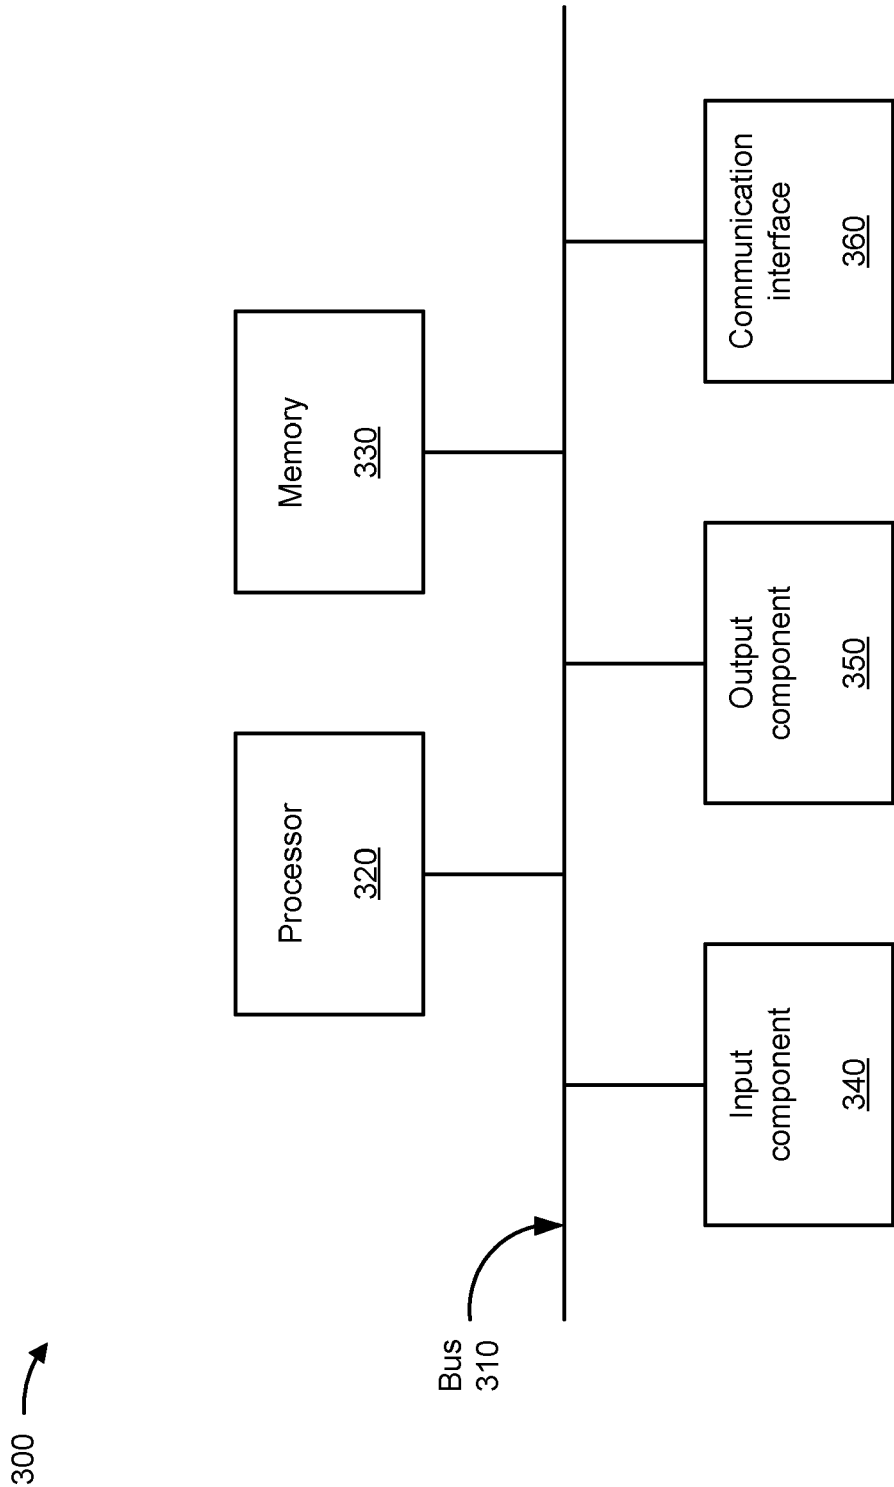 300
Processor
320
Memory
330
Bus
310
Input
component
340
Output
component
350
Communication
interface
360